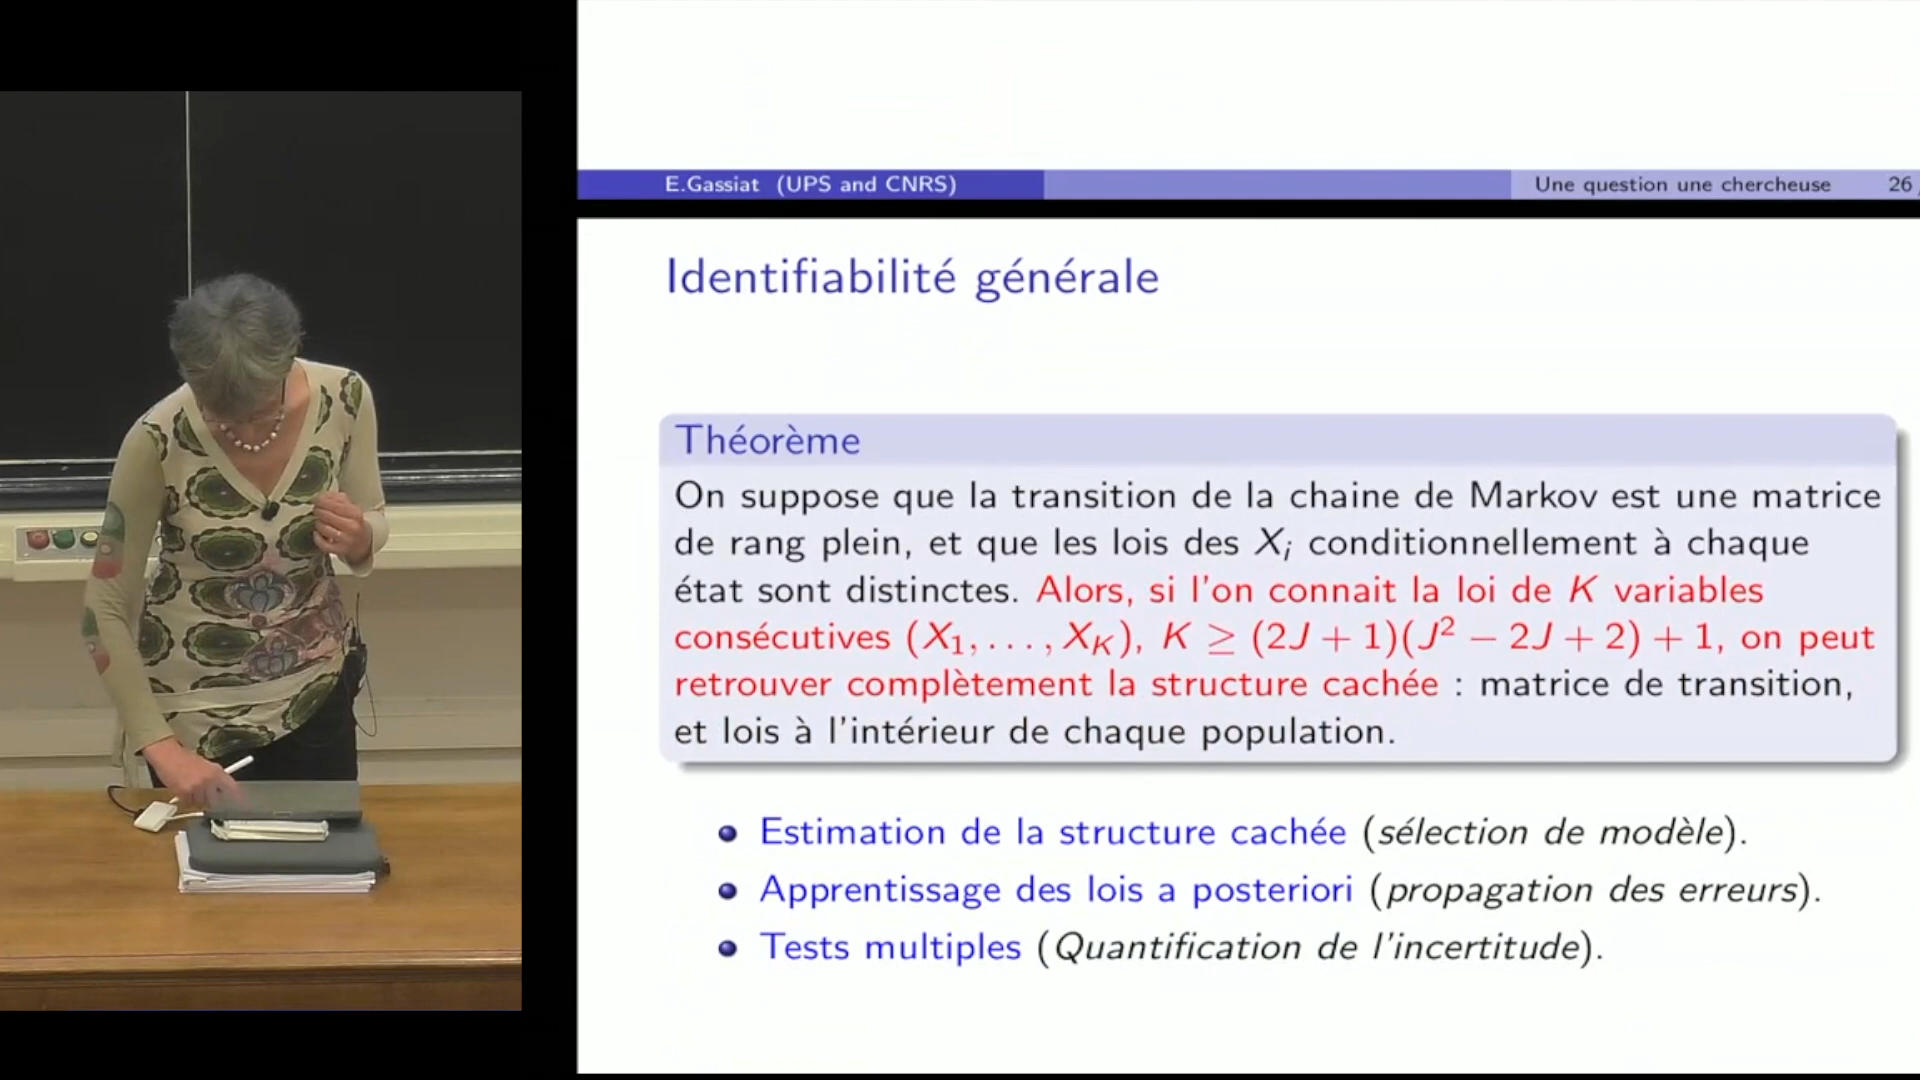 E.Gassiat (UPS and CNRS) Une question une chercheuse 26
Identifiabilité générale
Théorème
On suppose que la transition de la chaine de Markov est une matrice
de rang plein, et que les lois des Xᵢ conditionnellement à chaque
état sont distinctes. Alors, si l'on connait la loi de K variables
consécutives (X₁, . . . , X_K), K ≥ (2J + 1)(J² − 2J + 2) + 1, on peut
retrouver complètement la structure cachée : matrice de transition,
et lois à l'intérieur de chaque population.
Estimation de la structure cachée (sélection de modèle).
Apprentissage des lois a posteriori (propagation des erreurs).
Tests multiples (Quantification de l'incertitude).